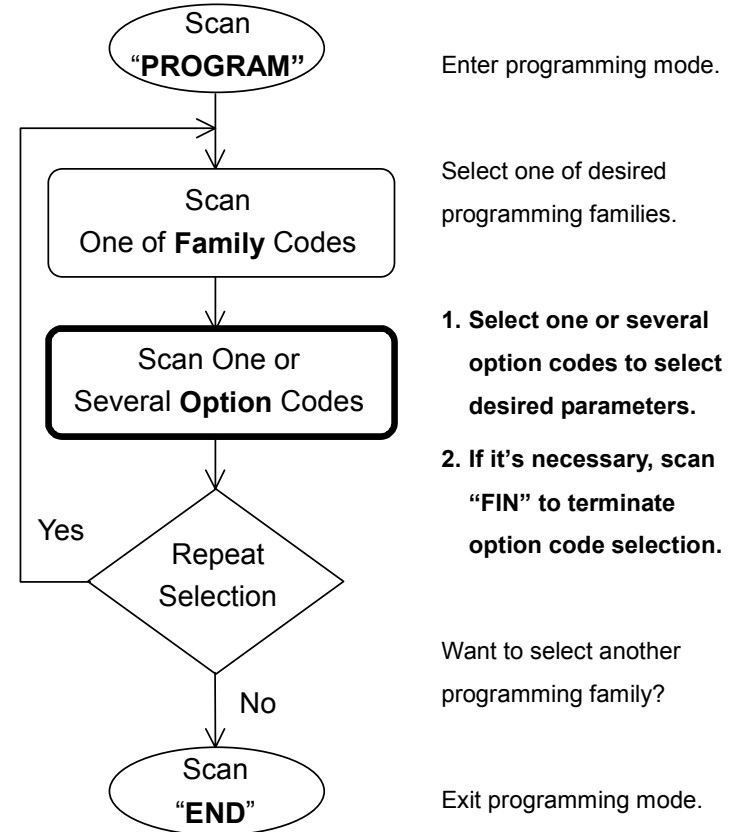 Scan
“PROGRAM”
Enter programming mode.
Scan
One of Family Codes
Select one of desired
programming families.
Scan One or
Several Option Codes
1. Select one or several
option codes to select
desired parameters.
2. If it’s necessary, scan
“FIN” to terminate
option code selection.
Yes
Repeat
Selection
Want to select another
programming family?
No
Scan
“END”
Exit programming mode.